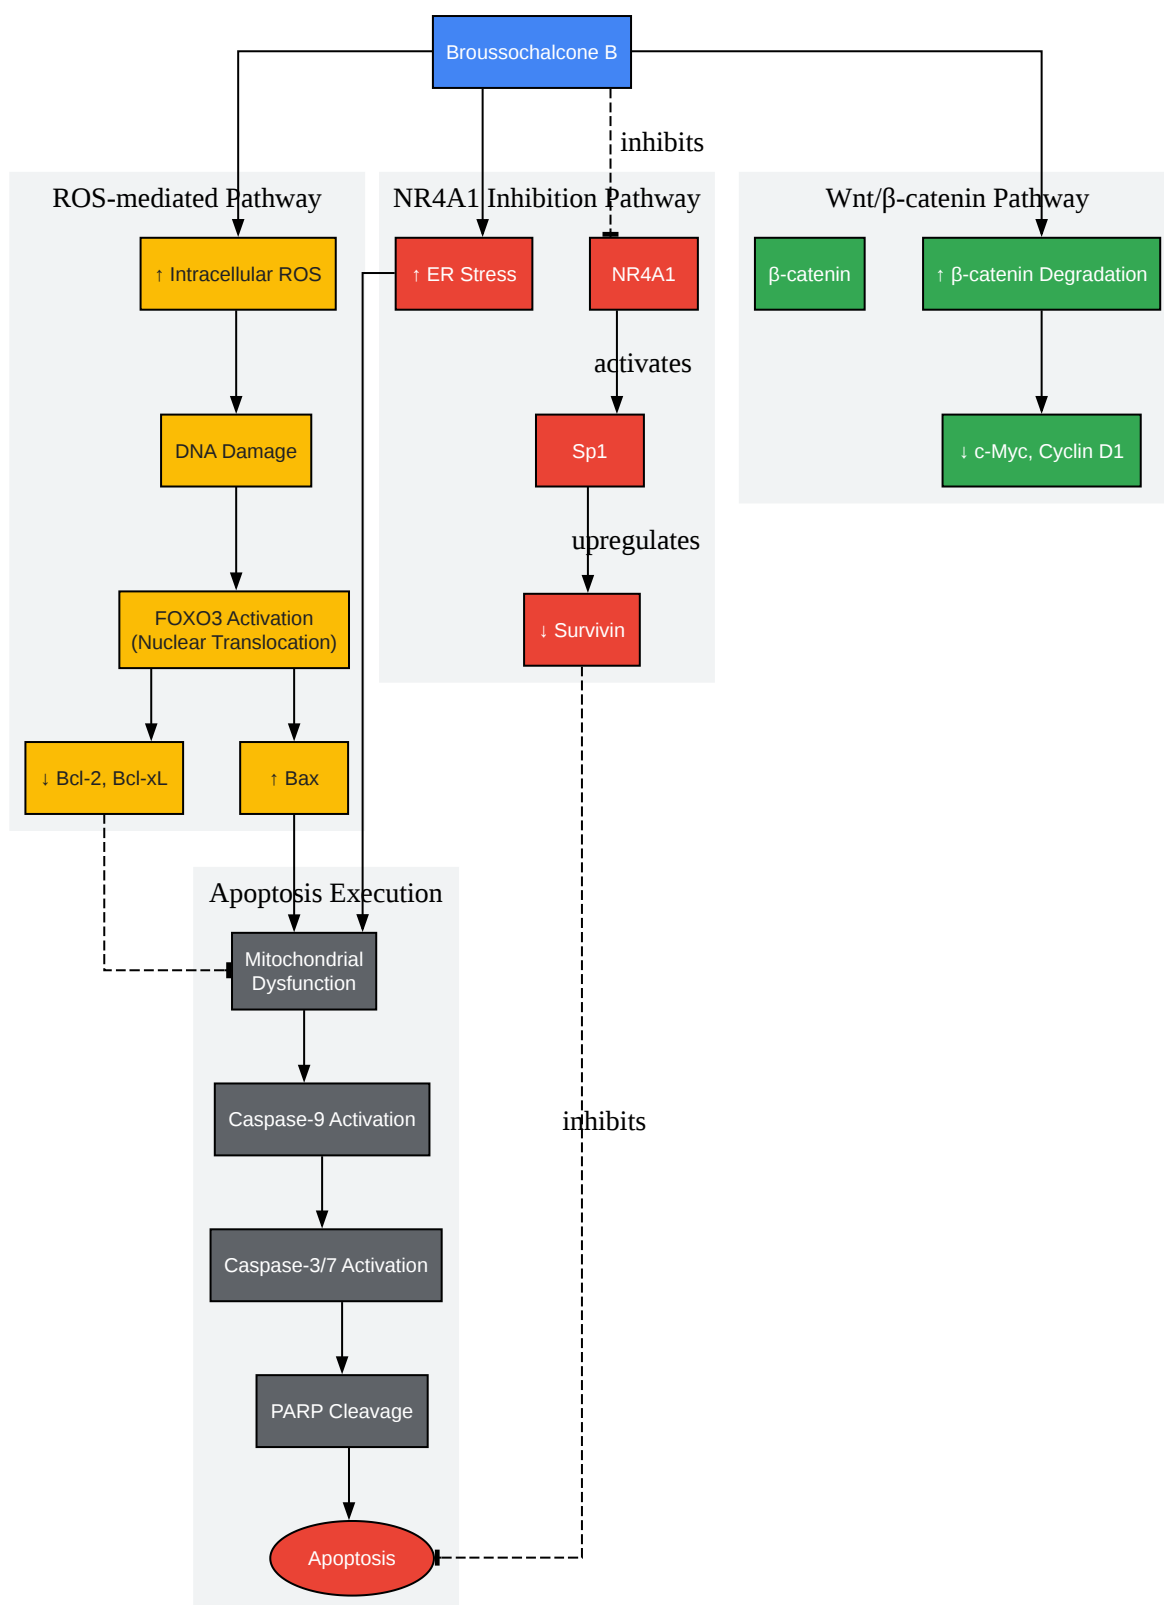 Broussochalcone B
inhibits
ROS-mediated Pathway
NR4A1 Inhibition Pathway
Wnt/β-catenin Pathway
↑ Intracellular ROS
↑ ER Stress
NR4A1
β-catenin
↑ β-catenin Degradation
activates
DNA Damage
Sp1
↓ c-Myc, Cyclin D1
upregulates
FOXO3 Activation
(Nuclear Translocation)
↓ Survivin
↓ Bcl-2, Bcl-xL
↑ Bax
Apoptosis Execution
Mitochondrial
Dysfunction
Caspase-9 Activation
inhibits
Caspase-3/7 Activation
PARP Cleavage
Apoptosis